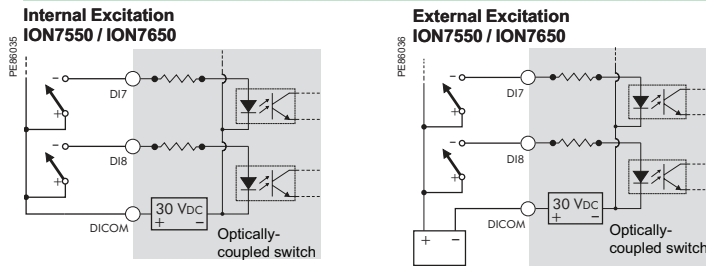 Internal Excitation
ION7550 / ION7650
PE86035
-
DI7
+
-
DI8
+
DICOM
30 VDC
+ -
Optically-
coupled switch
External Excitation
ION7550 / ION7650
PE86036
-
DI7
+
-
DI8
+
DICOM
30 VDC
+ -
+ -
Optically-
coupled switch